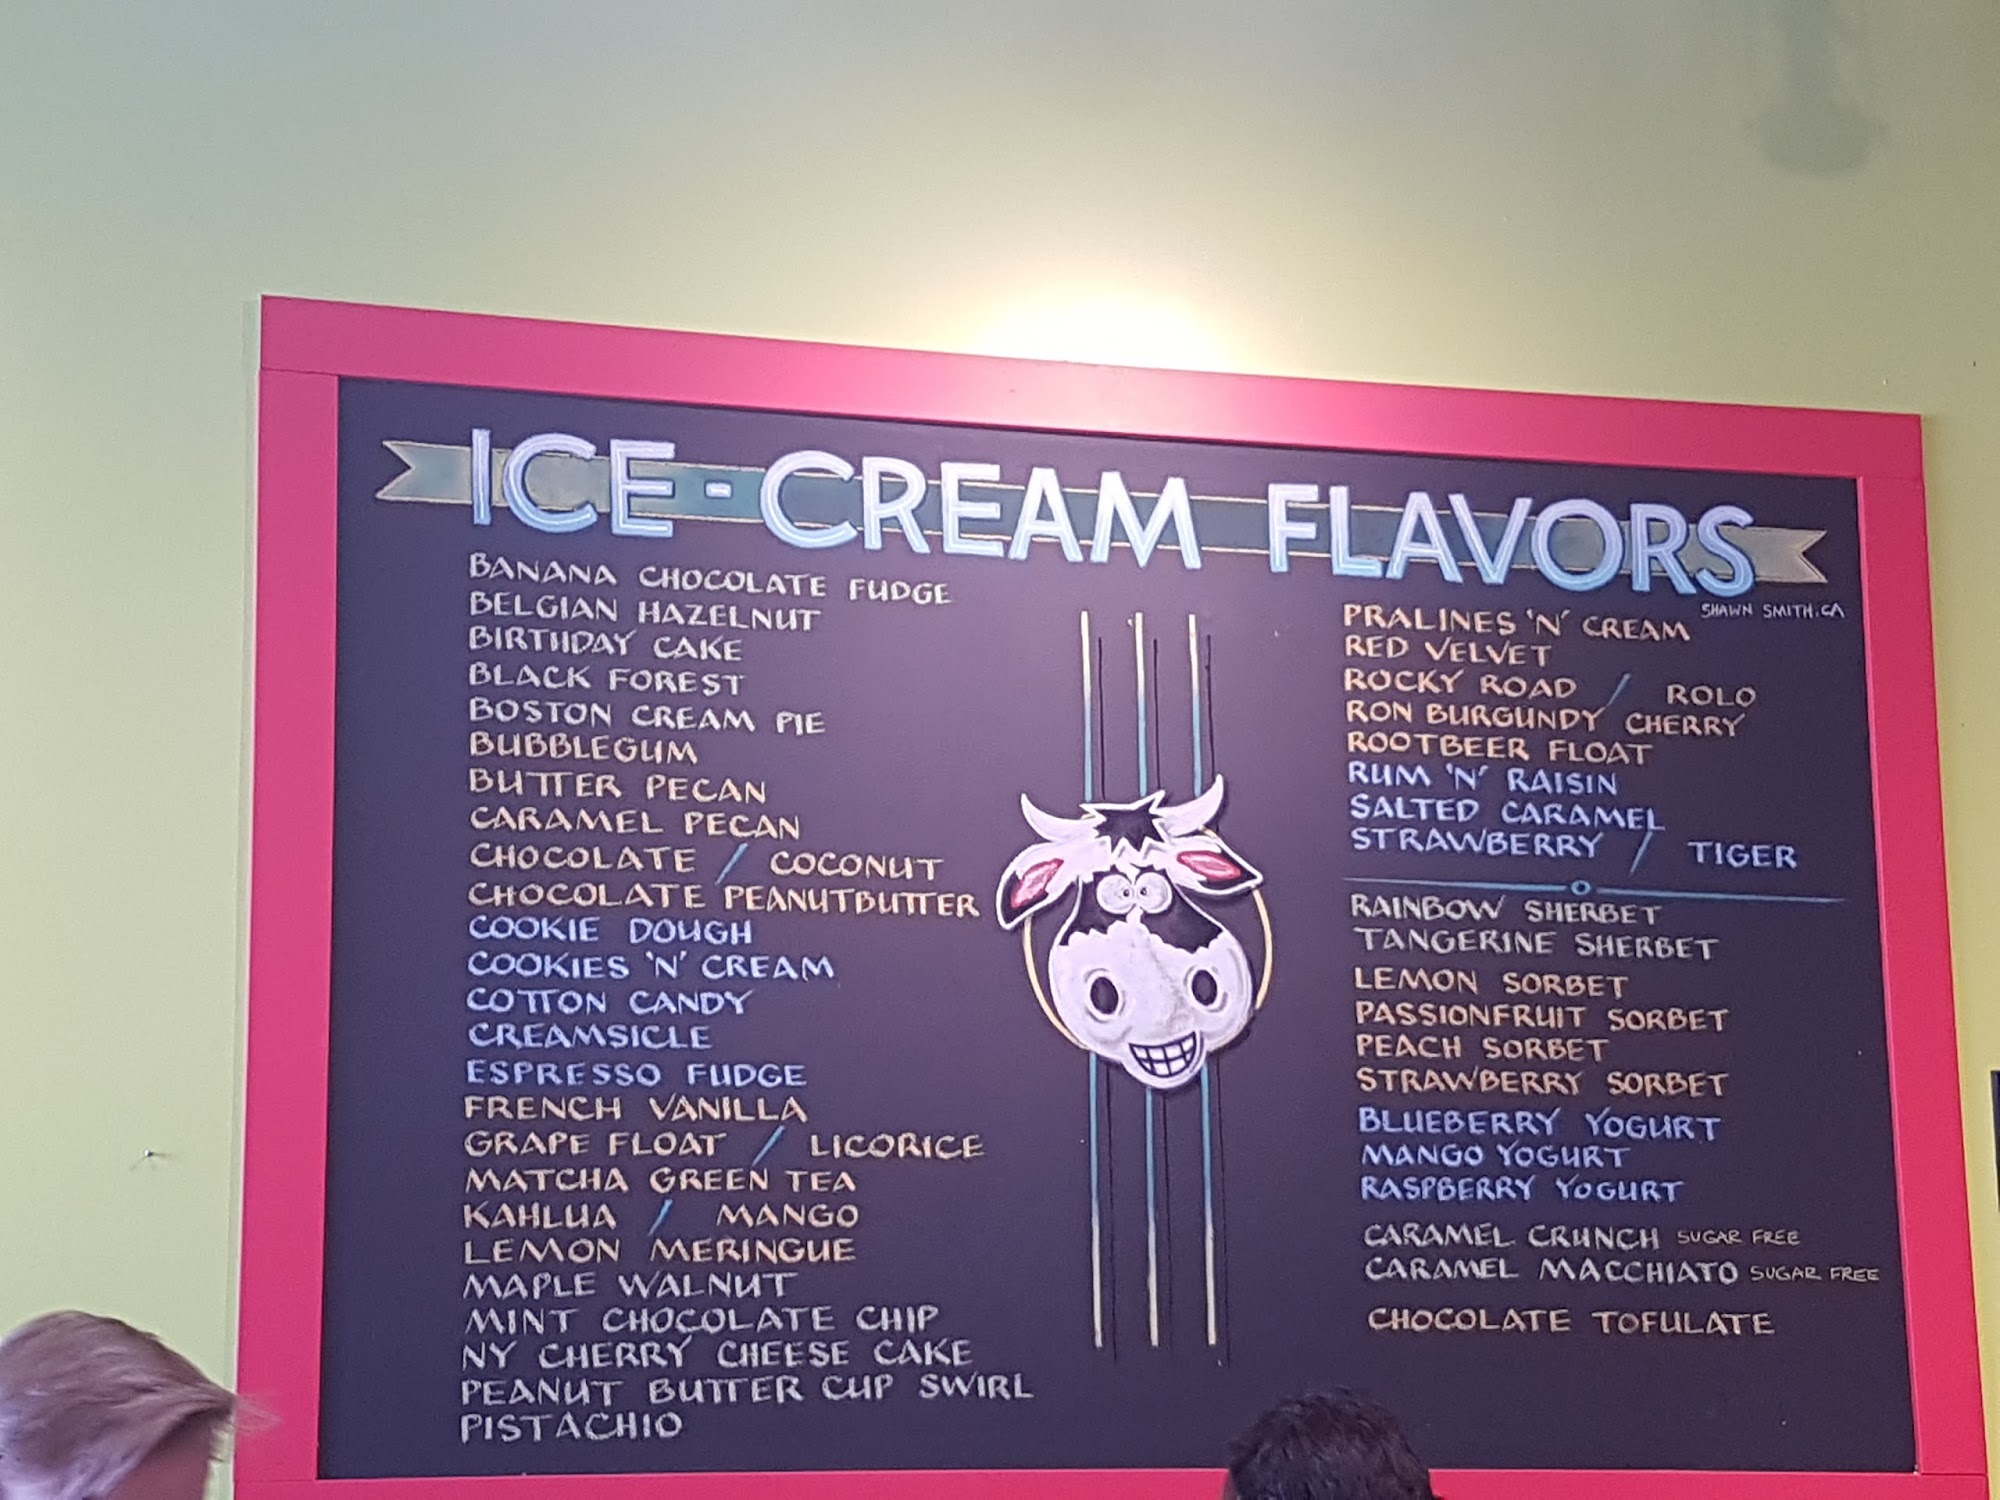 ICE-CREAM FLAVORS
SHAWN SMITH.CA
BANANA CHOCOLATE FUDGE
BELGIAN HAZELNUT
BIRTHDAY CAKE
BLACK FOREST
BOSTON CREAM PIE
BUBBLEGUM
BUTTER PECAN
CARAMEL PECAN
CHOCOLATE / COCONUT
CHOCOLATE PEANUTBUTTER
COOKIE DOUGH
COOKIES 'N' CREAM
COTTON CANDY
CREAMSICLE
ESPRESSO FUDGE
FRENCH VANILLA
GRAPE FLOAT / LICORICE
MATCHA GREEN TEA
KAHLUA / MANGO
LEMON MERINGUE
MAPLE WALNUT
MINT CHOCOLATE CHIP
NY CHERRY CHEESE CAKE
PEANUT BUTTER CUP SWIRL
PISTACHIO
PRALINES 'N' CREAM
RED VELVET
ROCKY ROAD / ROLO
RON BURGUNDY CHERRY
ROOTBEER FLOAT
RUM 'N' RAISIN
SALTED CARAMEL
STRAWBERRY / TIGER
RAINBOW SHERBET
TANGERINE SHERBET
LEMON SORBET
PASSIONFRUIT SORBET
PEACH SORBET
STRAWBERRY SORBET
BLUEBERRY YOGURT
MANGO YOGURT
RASPBERRY YOGURT
CARAMEL CRUNCH SUGAR FREE
CARAMEL MACCHIATO SUGAR FREE
CHOCOLATE TOFULATE